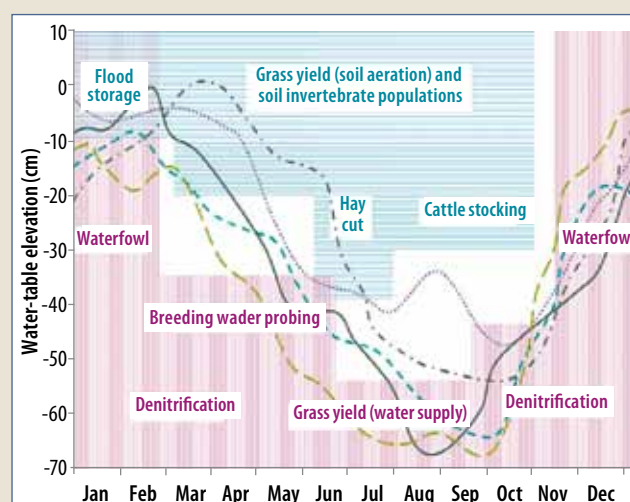 10
0
-10
-20
-30
-40
-50
-60
-70
Water-table elevation (cm)
Flood
storage
Grass yield (soil aeration) and
soil invertebrate populations
Hay
cut
Cattle stocking
Waterfowl
Waterfow
Breeding wader probing
Denitrification
Grass yield (water supply)
Denitrification
Jan Feb Mar Apr May Jun Jul Aug Sep Oct Nov Dec